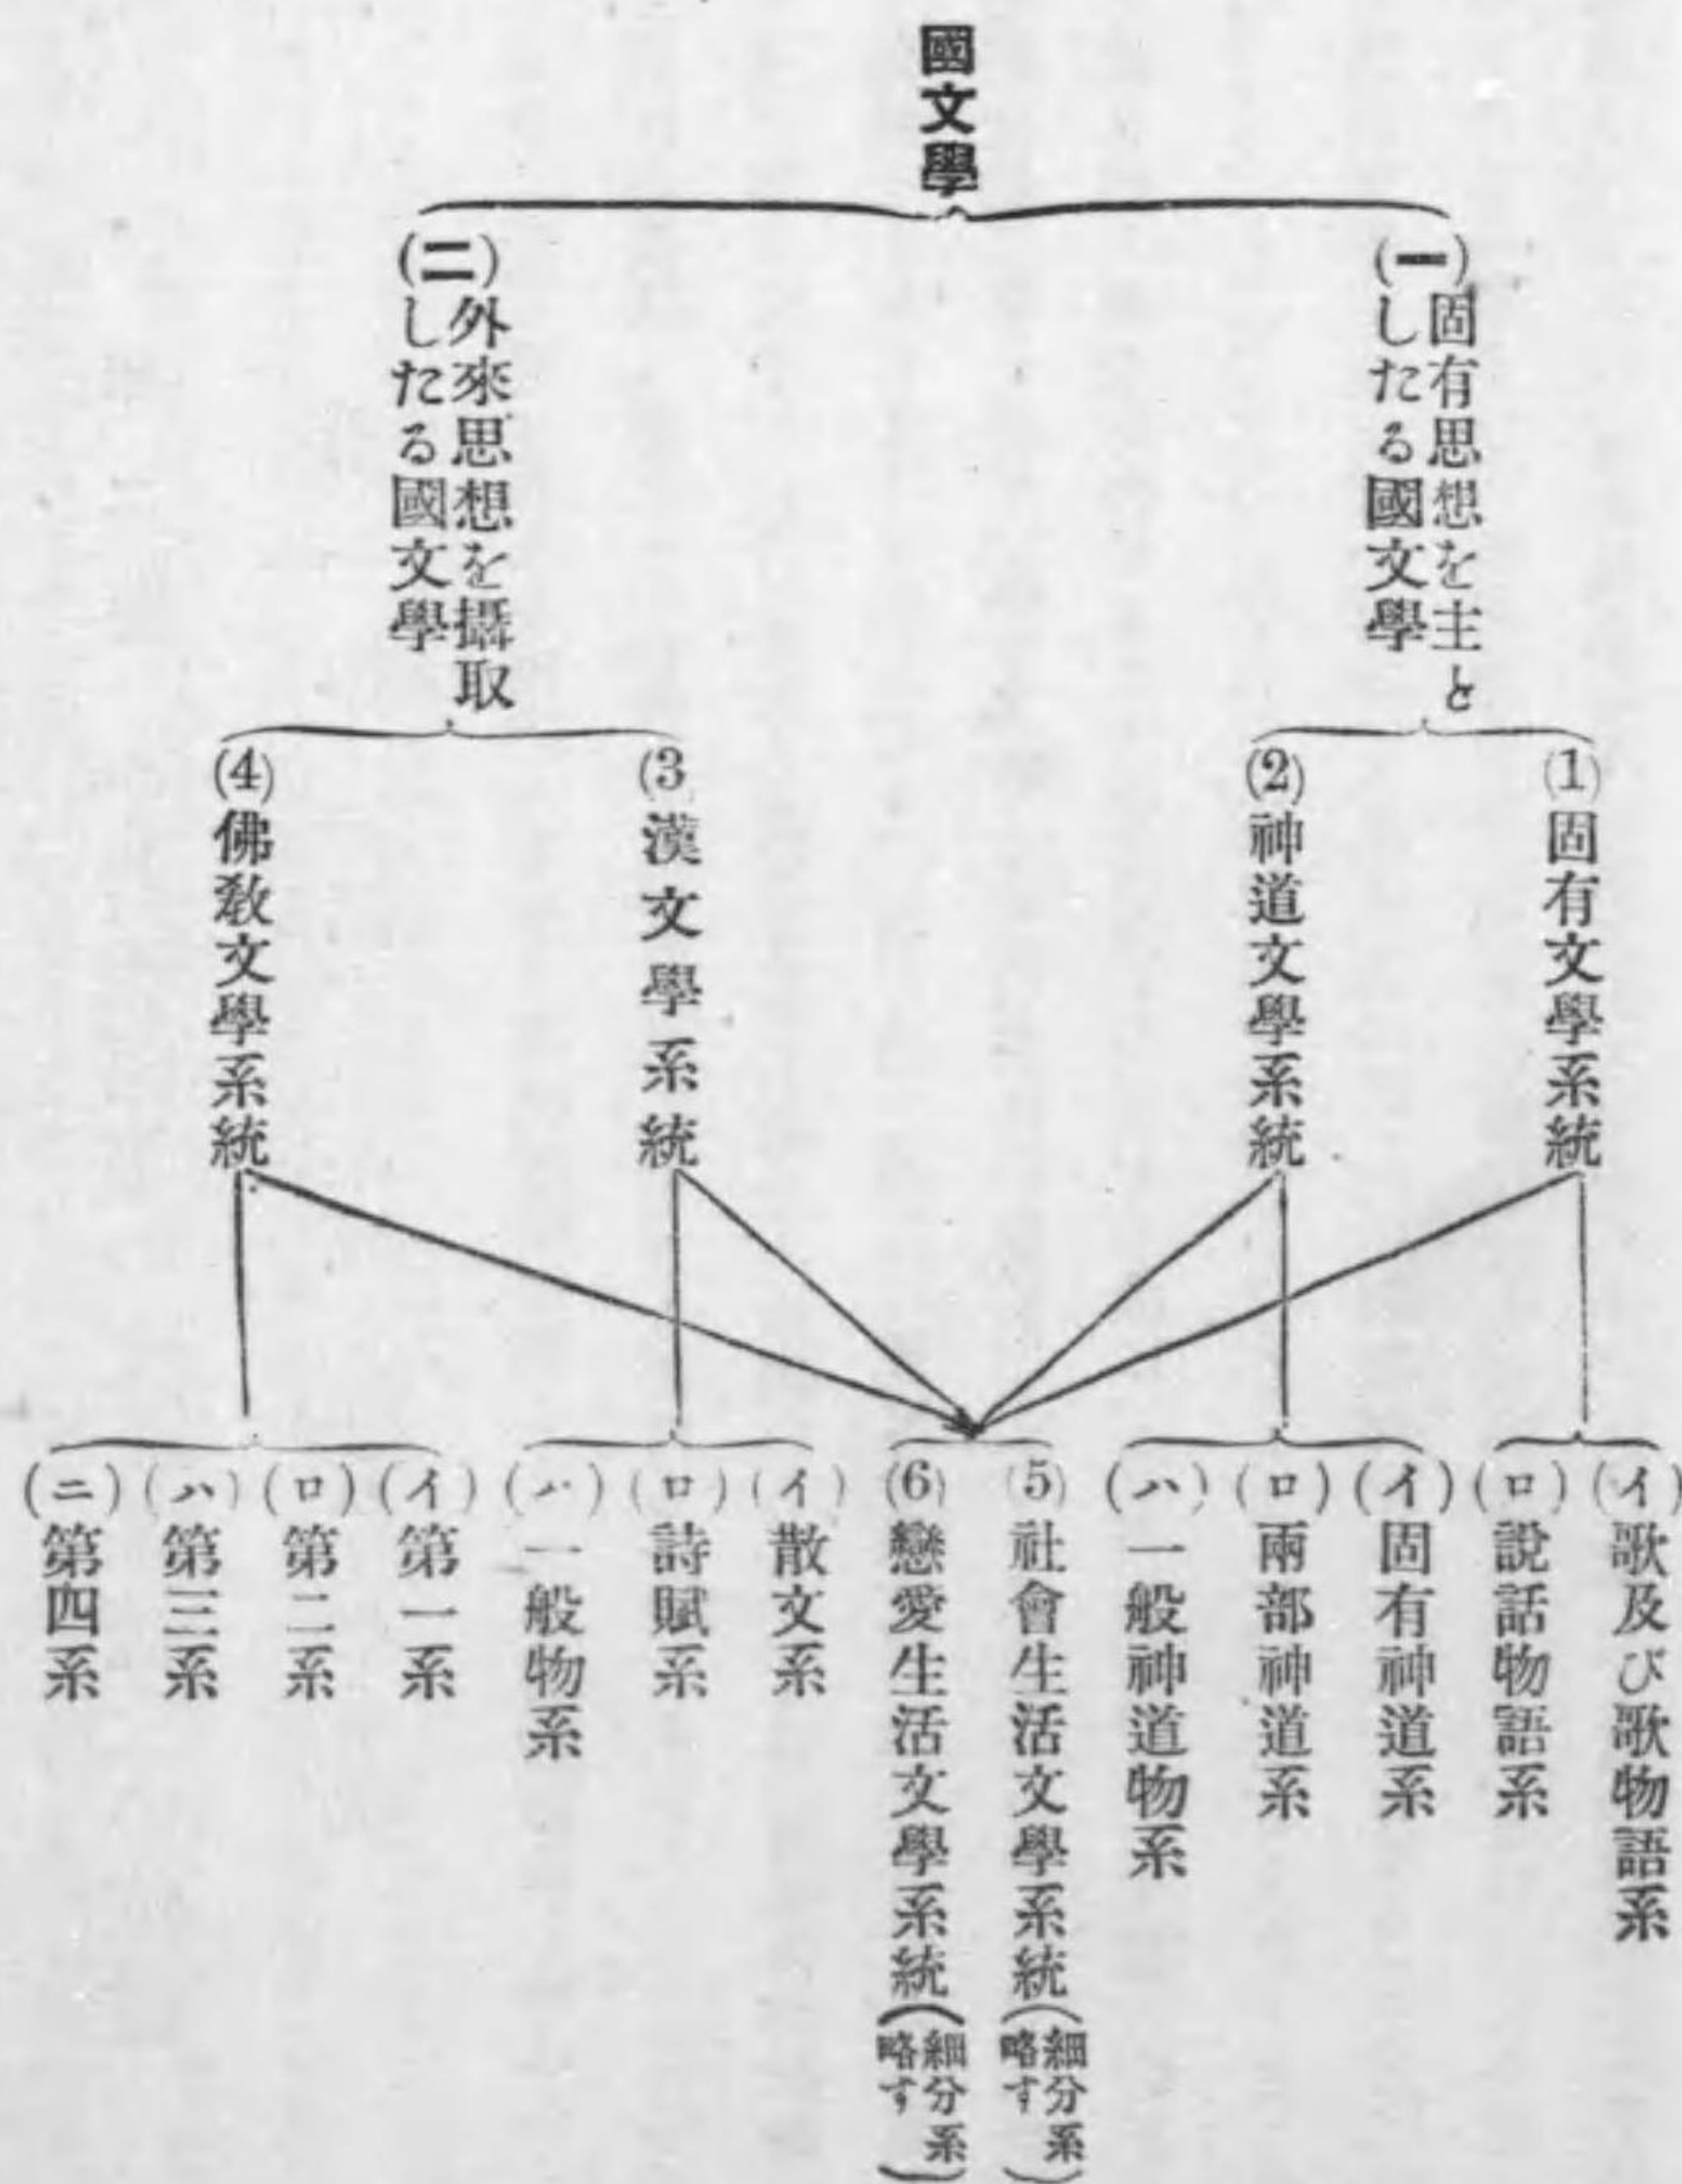 國文學
(一)固有思想を主と
したる國文學
(1)固有文學系統
(イ)歌及び歌物語系
(ロ)說話物語系
(2)神道文學系統
(イ)固有神道系
(ロ)兩部神道系
(ハ)一般神道物系
(5)社會生活文學系統(細分系
略す)
(6)戀愛生活文學系統(細分系
略す)
(二)外來思想を攝取
したる國文學
(3)漢文學系統
(イ)散文系
(ロ)詩賦系
(ハ)一般物系
(4)佛敎文學系統
(イ)第一系
(ロ)第二系
(ハ)第三系
(ニ)第四系